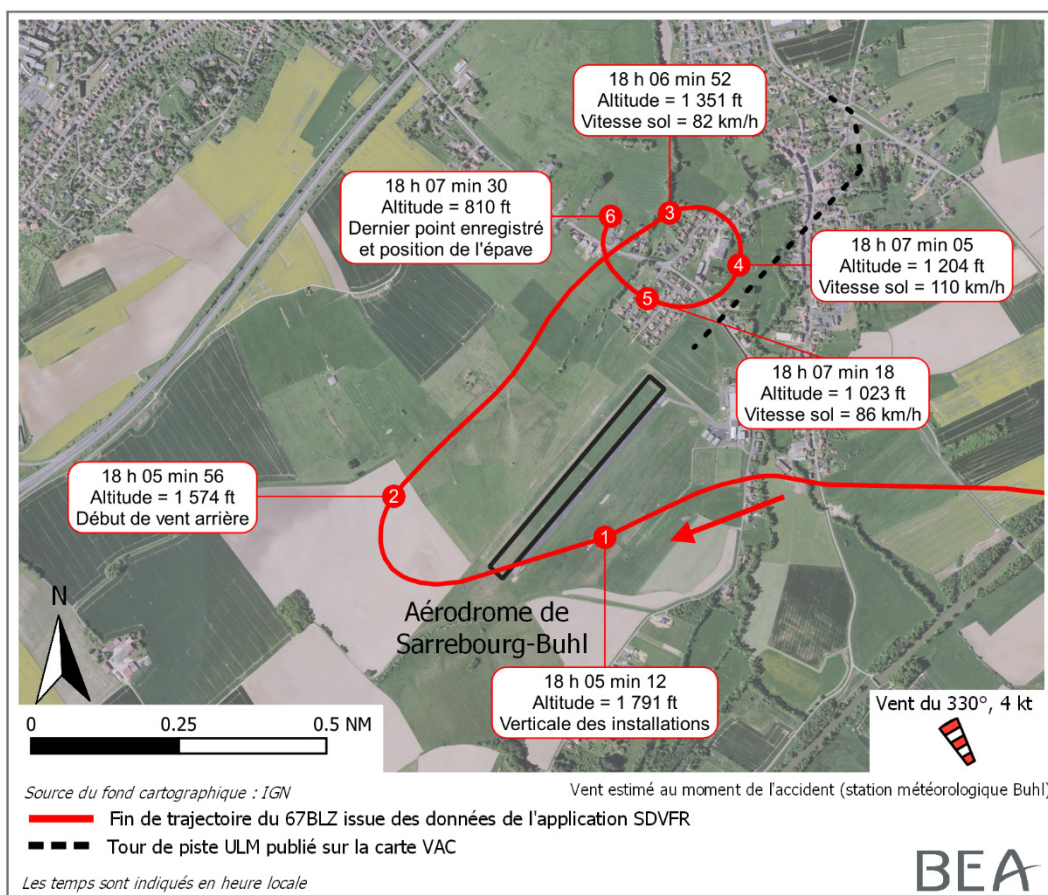 18 h 06 min 52
Altitude = 1 351 ft
Vitesse sol = 82 km/h
18 h 07 min 30
Altitude = 810 ft
Dernier point enregistré
et position de l'épave
6
3
4
18 h 07 min 05
Altitude = 1 204 ft
Vitesse sol = 110 km/h
5
18 h 07 min 18
Altitude = 1 023 ft
Vitesse sol = 86 km/h
18 h 05 min 56
Altitude = 1 574 ft
Début de vent arrière
2
1
Aérodrome de
Sarrebourg-Buhl
N
18 h 05 min 12
Altitude = 1 791 ft
Verticale des installations
Vent du 330°, 4 kt
0 0.25 0.5 NM
Source du fond cartographique : IGN
Vent estimé au moment de l'accident (station météorologique Buhl)
Fin de trajectoire du 67BLZ issue des données de l'application SDVFR
Tour de piste ULM publié sur la carte VAC
Les temps sont indiqués en heure locale
BEA